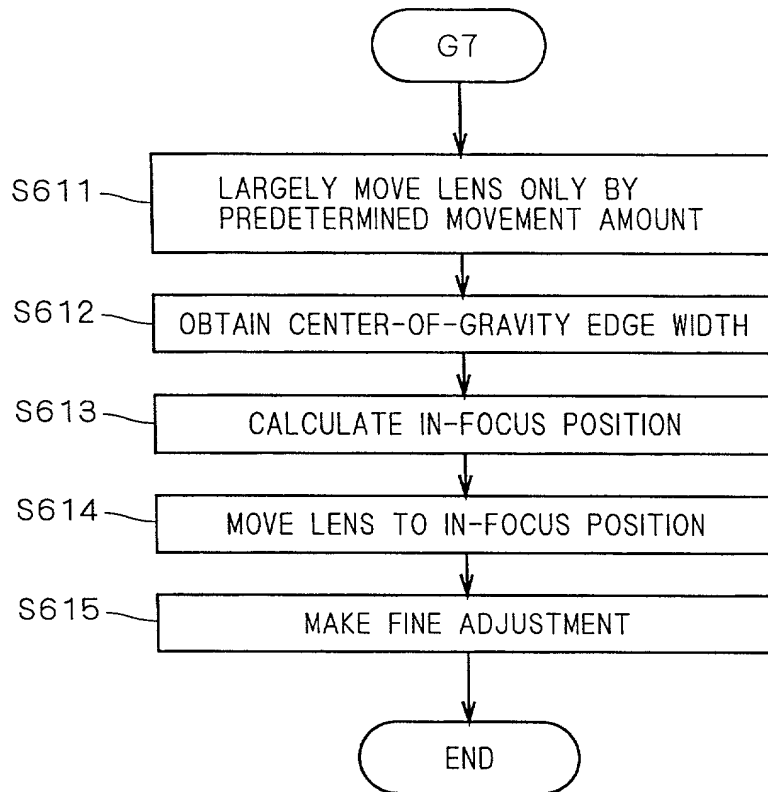 G7
S611
LARGELY MOVE LENS ONLY BY
PREDETERMINED MOVEMENT AMOUNT
S612
OBTAIN CENTER-OF-GRAVITY EDGE WIDTH
S613
CALCULATE IN-FOCUS POSITION
S614
MOVE LENS TO IN-FOCUS POSITION
S615
MAKE FINE ADJUSTMENT
END